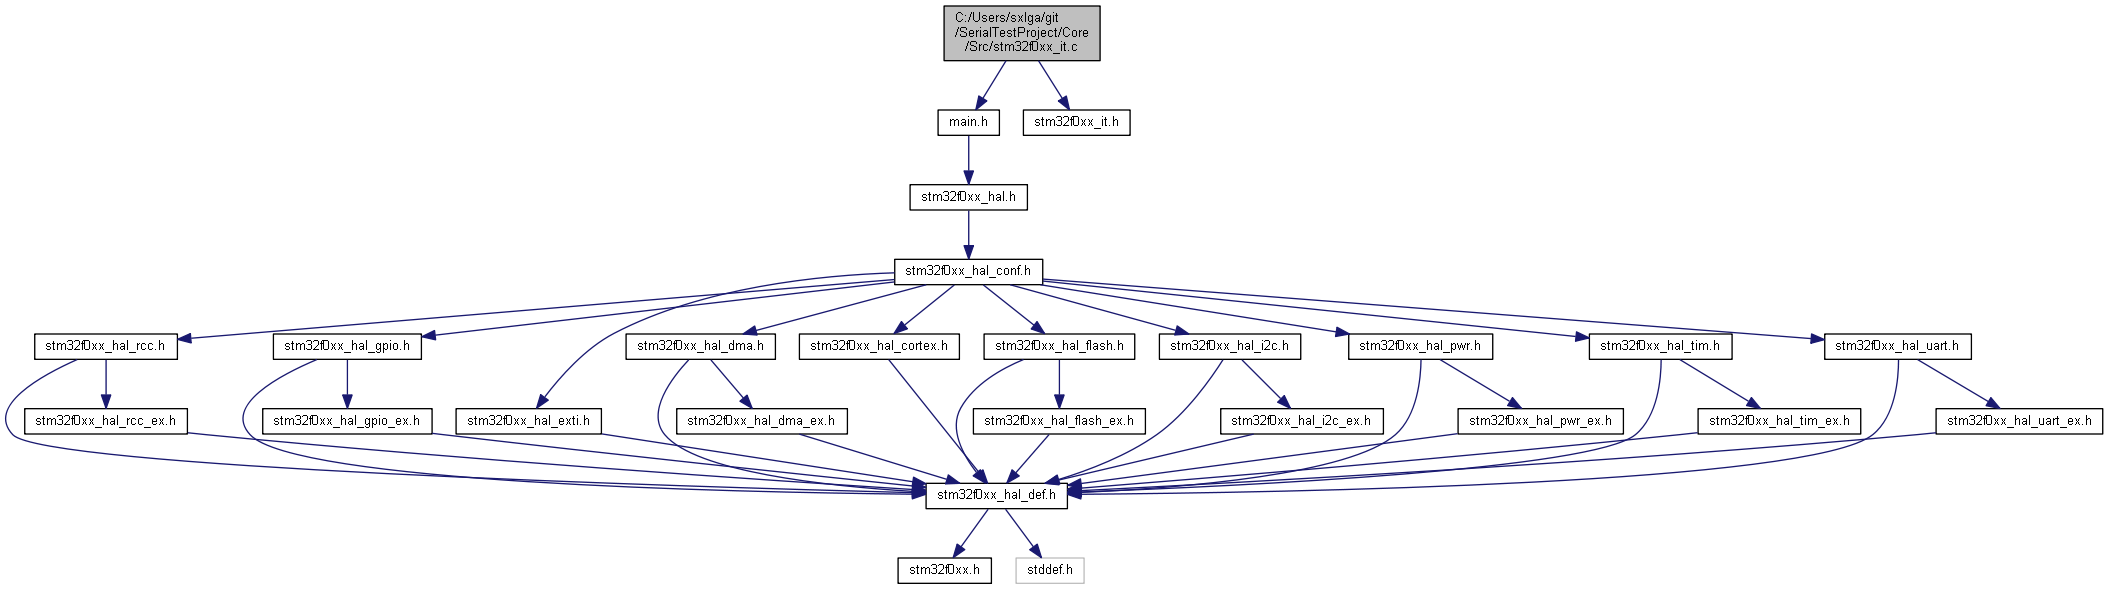 C:/Users/sxlga/git
/SerialTestProject/Core
/Src/stm32f0xx_it.c
main.h
stm32f0xx_it.h
stm32f0xx_hal.h
stm32f0xx_hal_conf.h
stm32f0xx_hal_rcc.h
stm32f0xx_hal_gpio.h
stm32f0xx_hal_dma.h
stm32f0xx_hal_cortex.h
stm32f0xx_hal_flash.h
stm32f0xx_hal_i2c.h
stm32f0xx_hal_pwr.h
stm32f0xx_hal_tim.h
stm32f0xx_hal_uart.h
stm32f0xx_hal_rcc_ex.h
stm32f0xx_hal_gpio_ex.h
stm32f0xx_hal_exti.h
stm32f0xx_hal_dma_ex.h
stm32f0xx_hal_flash_ex.h
stm32f0xx_hal_i2c_ex.h
stm32f0xx_hal_pwr_ex.h
stm32f0xx_hal_tim_ex.h
stm32f0xx_hal_uart_ex.h
stm32f0xx_hal_def.h
stm32f0xx.h
stddef.h